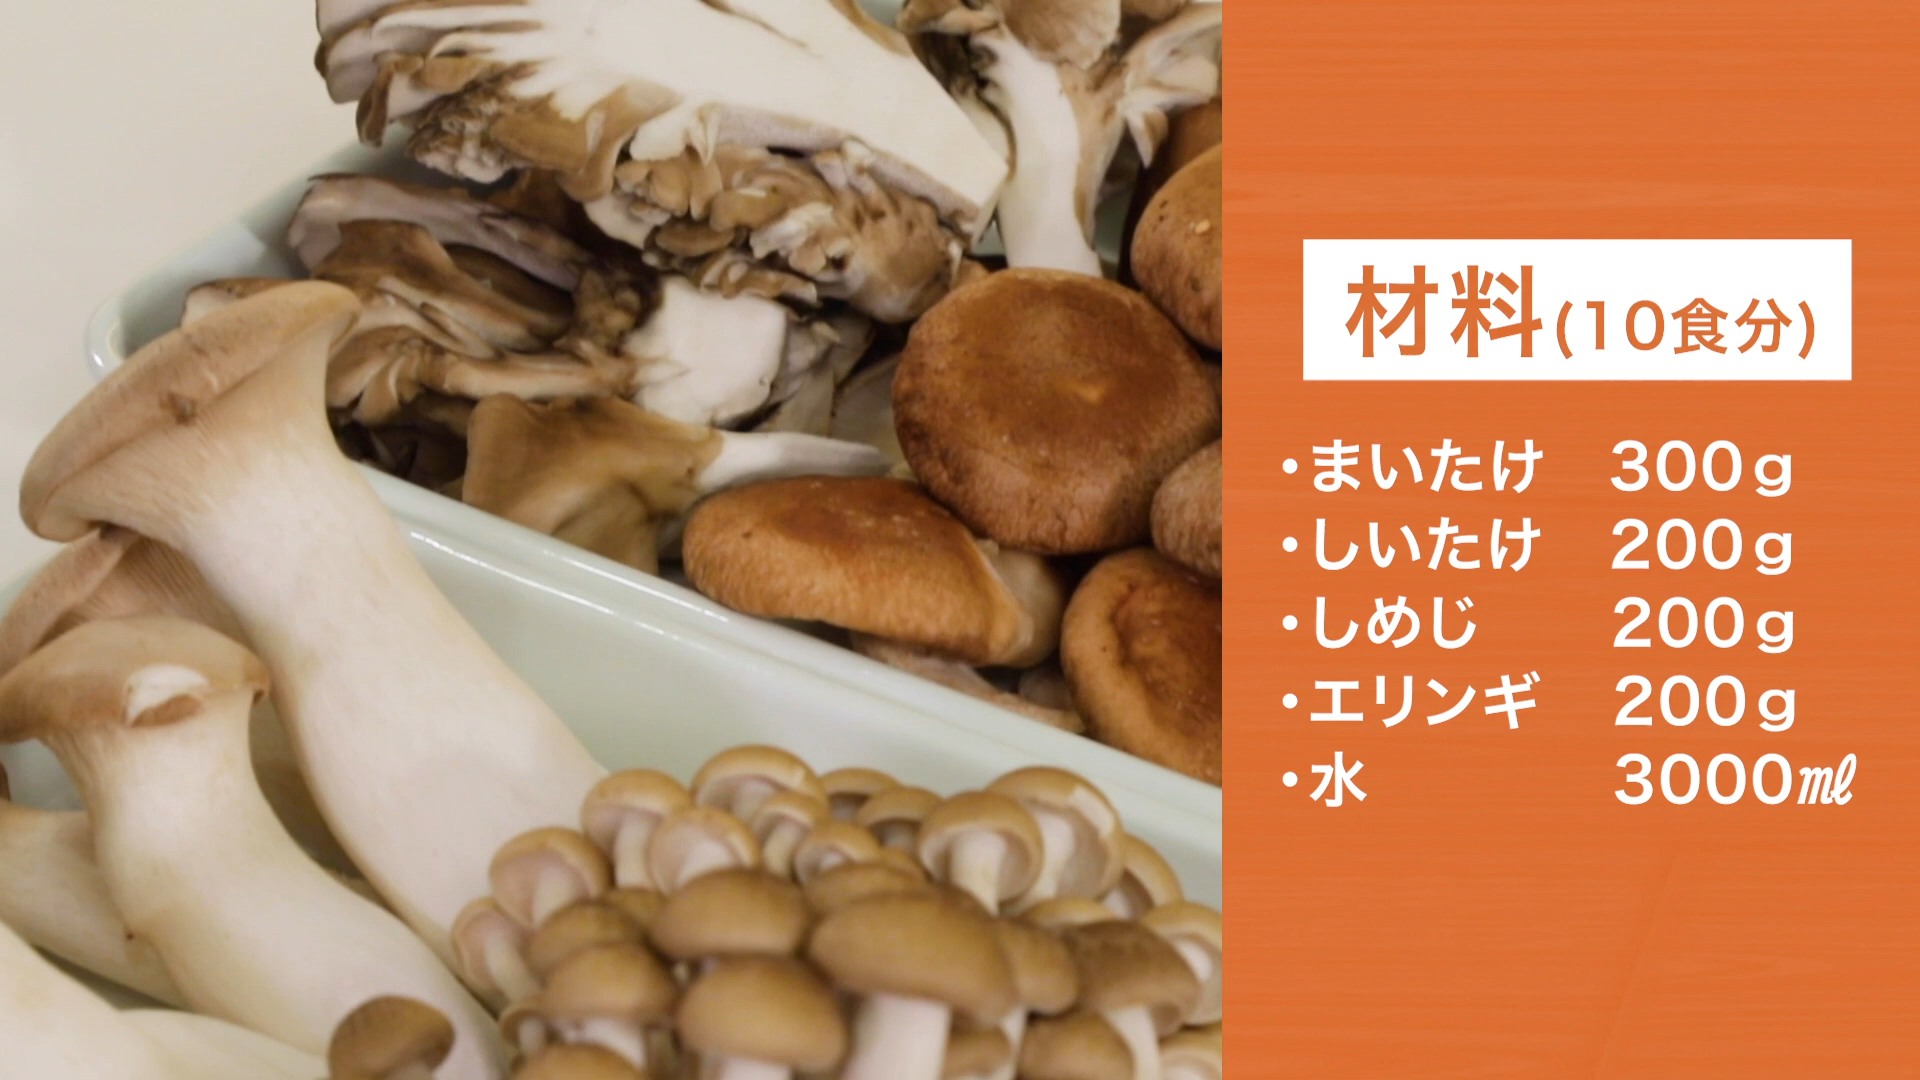 材料(10食分)
・まいたけ　300g
・しいたけ　200g
・しめじ　200g
・エリンギ　200g
・水　3000㎖